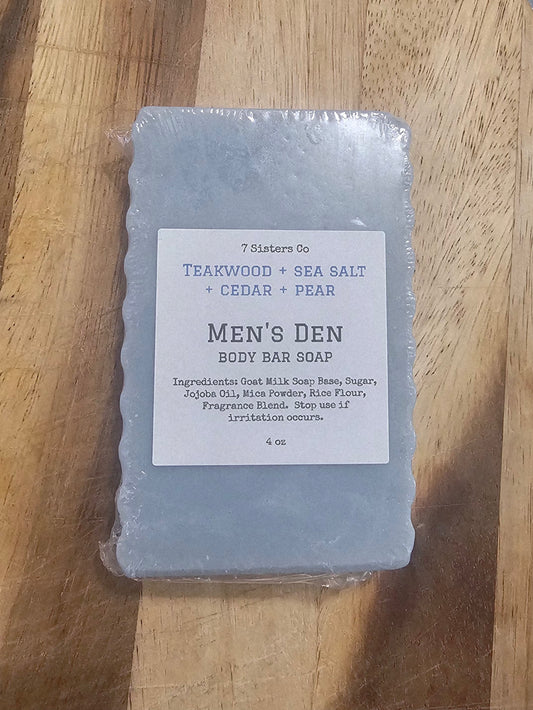 7 Sisters Co
Teakwood + sea salt
+ cedar + pear
Men's Den
body bar soap
Ingredients: Goat Milk Soap Base, Sugar,
Jojoba Oil, Mica Powder, Rice Flour,
Fragrance Blend. Stop use if
irritation occurs.
4 oz